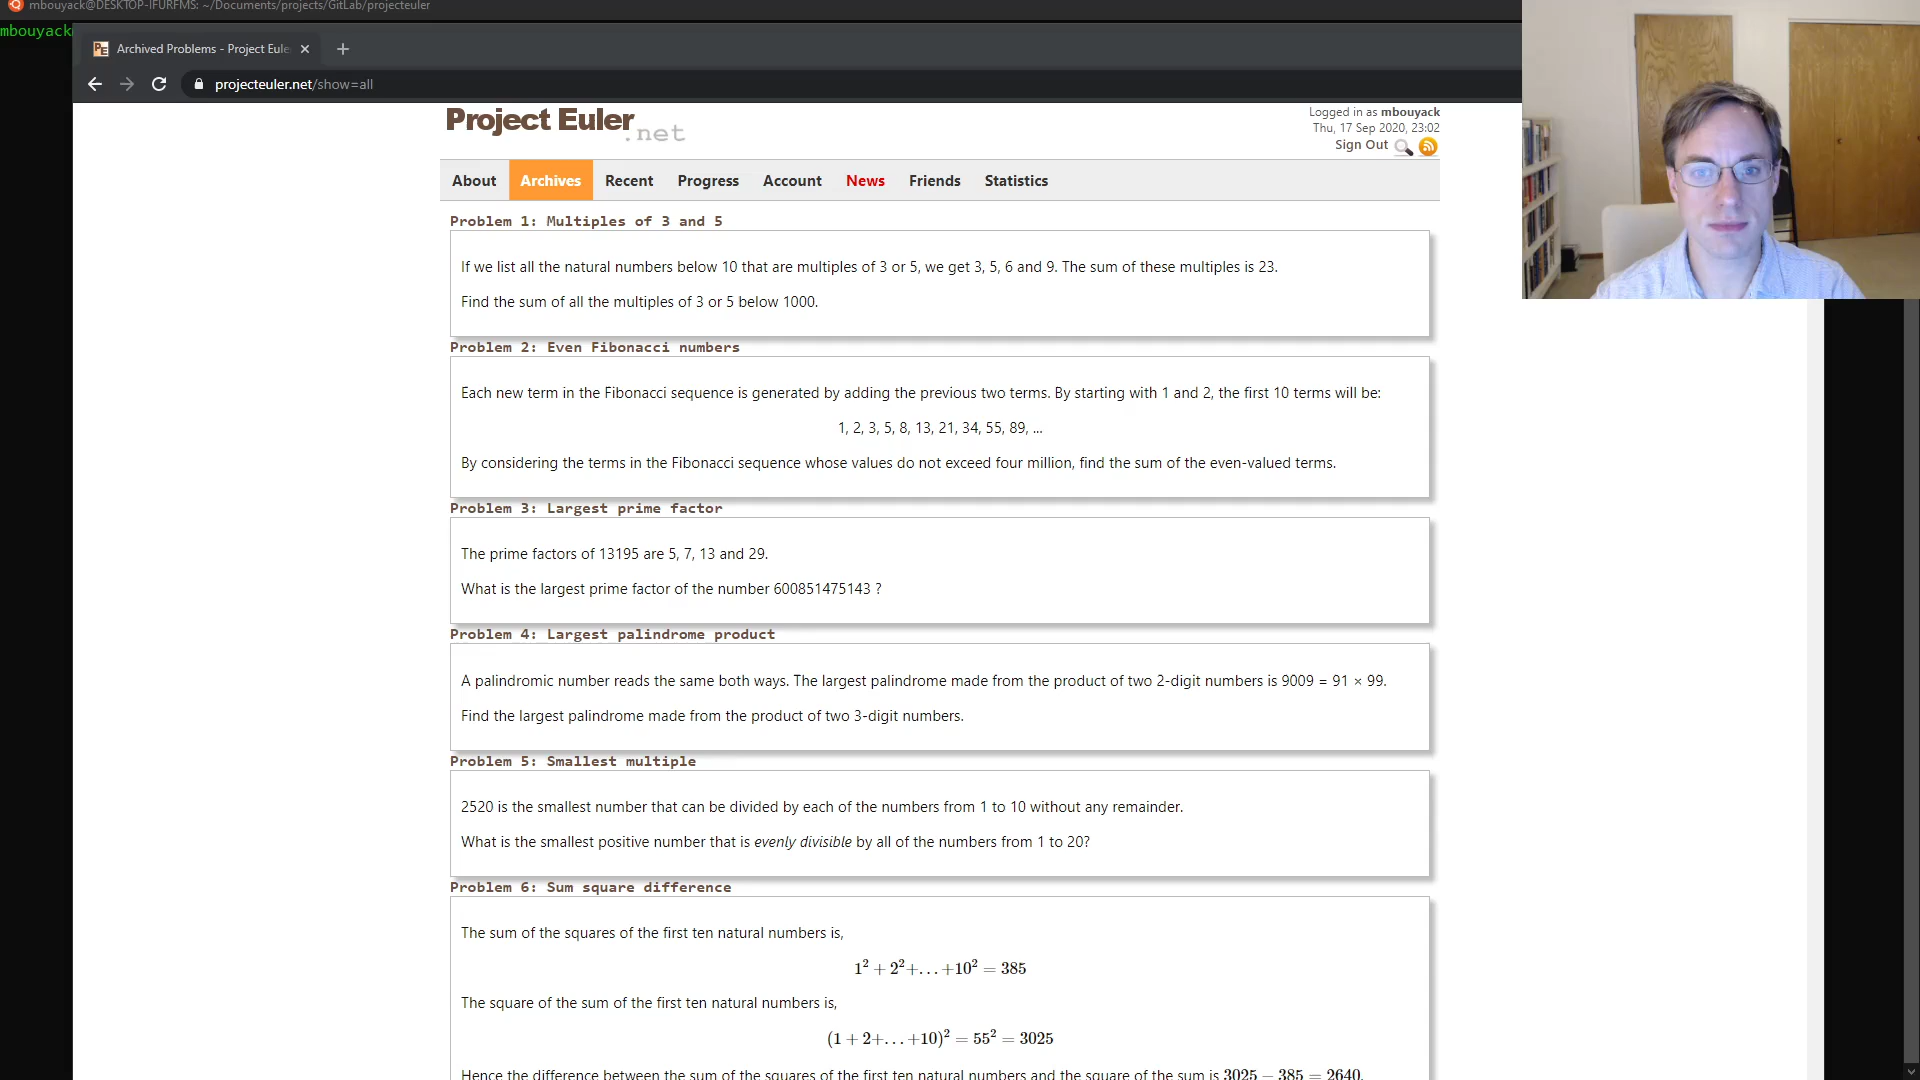 mbouyack@DESKTOP-IFURFMS: ~/Documents/projects/GitLab/projecteuler
mbouyack
Archived Problems - Project Eule
projecteuler.net/show=all
Project Euler.net
Logged in as mbouyack
Thu, 17 Sep 2020, 23:02
Sign Out
About Archives Recent Progress Account News Friends Statistics
Problem 1: Multiples of 3 and 5
If we list all the natural numbers below 10 that are multiples of 3 or 5, we get 3, 5, 6 and 9. The sum of these multiples is 23.
Find the sum of all the multiples of 3 or 5 below 1000.
Problem 2: Even Fibonacci numbers
Each new term in the Fibonacci sequence is generated by adding the previous two terms. By starting with 1 and 2, the first 10 terms will be:
1, 2, 3, 5, 8, 13, 21, 34, 55, 89, ...
By considering the terms in the Fibonacci sequence whose values do not exceed four million, find the sum of the even-valued terms.
Problem 3: Largest prime factor
The prime factors of 13195 are 5, 7, 13 and 29.
What is the largest prime factor of the number 600851475143 ?
Problem 4: Largest palindrome product
A palindromic number reads the same both ways. The largest palindrome made from the product of two 2-digit numbers is 9009 = 91 × 99.
Find the largest palindrome made from the product of two 3-digit numbers.
Problem 5: Smallest multiple
2520 is the smallest number that can be divided by each of the numbers from 1 to 10 without any remainder.
What is the smallest positive number that is evenly divisible by all of the numbers from 1 to 20?
Problem 6: Sum square difference
The sum of the squares of the first ten natural numbers is,
1² + 2² + ... + 10² = 385
The square of the sum of the first ten natural numbers is,
(1 + 2 + ... + 10)² = 55² = 3025
Hence the difference between the sum of the squares of the first ten natural numbers and the square of the sum is 3025 − 385 = 2640.